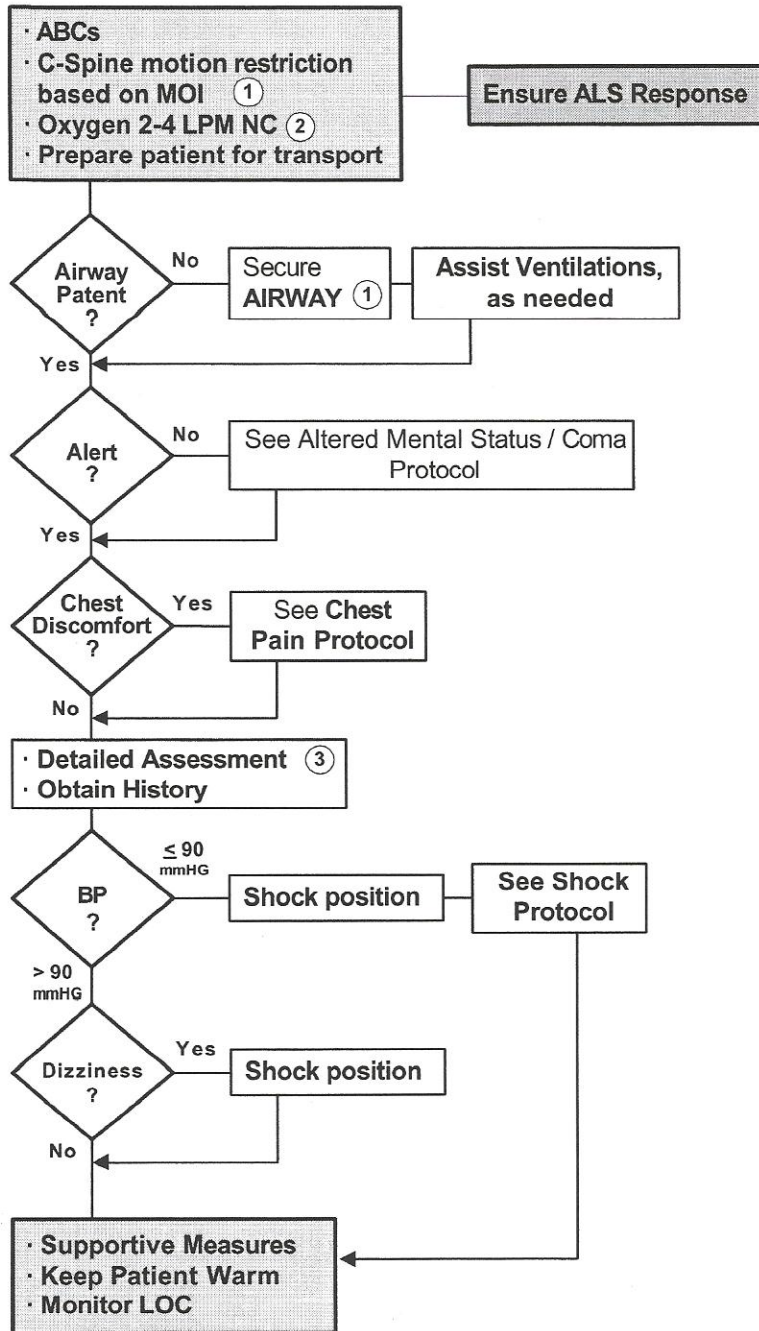 · ABCs
· C-Spine motion restriction
based on MOI ①
· Oxygen 2-4 LPM NC ②
· Prepare patient for transport
Ensure ALS Response
Airway
Patent
?
No
Secure
AIRWAY ①
Assist Ventilations,
as needed
Yes
Alert
?
No
See Altered Mental Status / Coma
Protocol
Yes
Chest
Discomfort
?
Yes
See Chest
Pain Protocol
No
· Detailed Assessment ③
· Obtain History
BP
?
≤ 90
mmHG
Shock position
See Shock
Protocol
> 90
mmHG
Dizziness
?
Yes
Shock position
No
· Supportive Measures
· Keep Patient Warm
· Monitor LOC